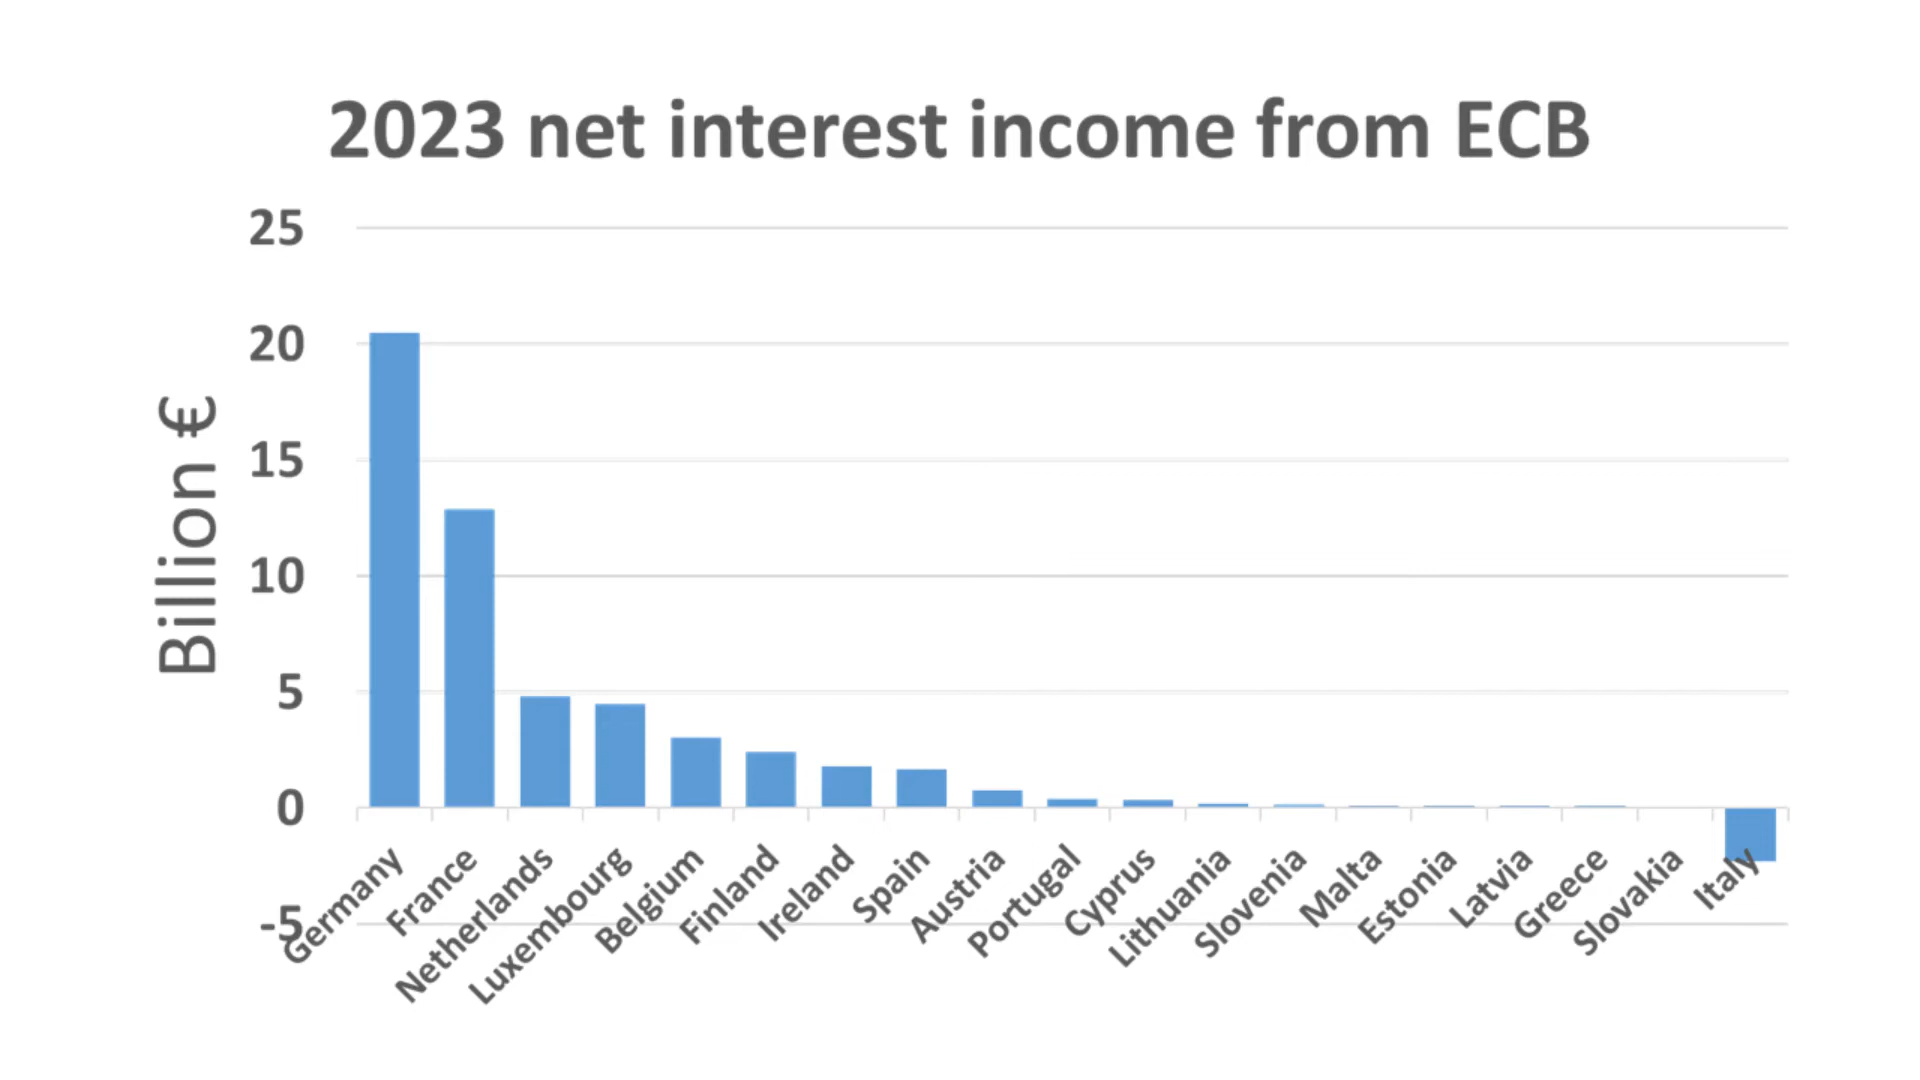 2023 net interest income from ECB
Billion €
25
20
15
10
5
0
-5
Germany
France
Netherlands
Luxembourg
Belgium
Finland
Ireland
Spain
Austria
Portugal
Cyprus
Lithuania
Slovenia
Malta
Estonia
Latvia
Greece
Slovakia
Italy